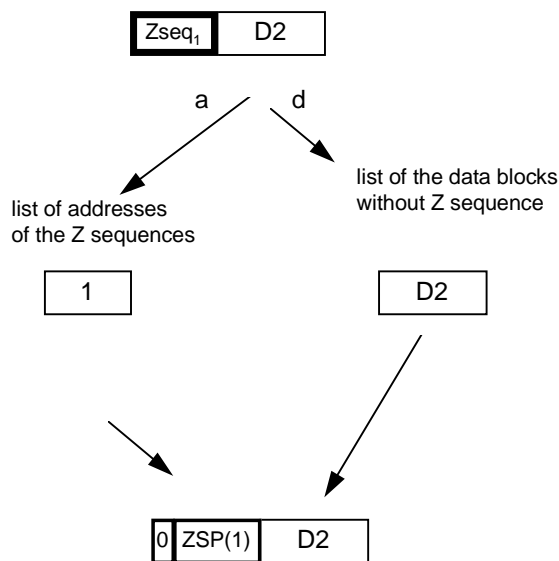 Zseq₁ D2
a d
list of the data blocks
without Z sequence
list of addresses
of the Z sequences
1 D2
0 ZSP(1) D2